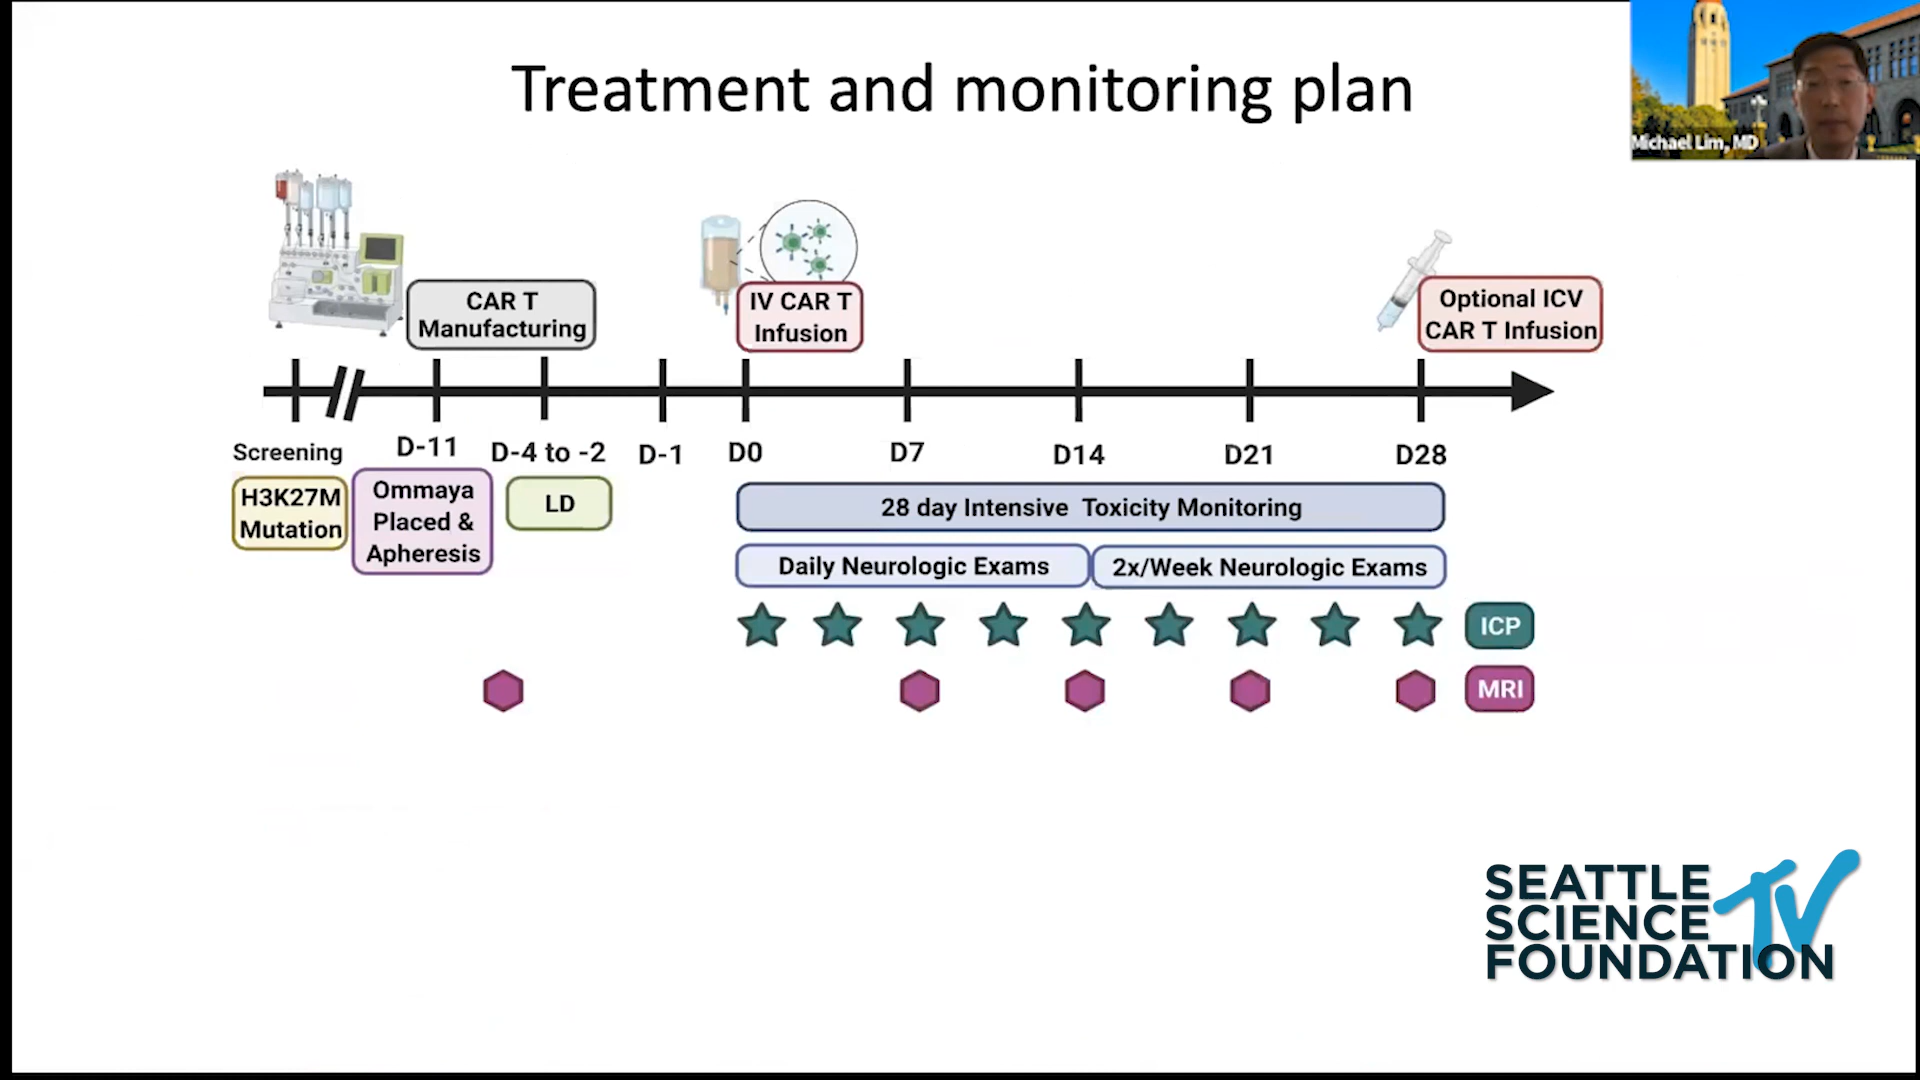 Treatment and monitoring plan
Michael Lim, MD
CAR T
Manufacturing
IV CAR T
Infusion
Optional ICV
CAR T Infusion
Screening
D-11
D-4 to -2
D-1
D0
D7
D14
D21
D28
H3K27M
Mutation
Ommaya
Placed &
Apheresis
LD
28 day Intensive Toxicity Monitoring
Daily Neurologic Exams
2x/Week Neurologic Exams
ICP
MRI
SEATTLE
SCIENCE
FOUNDATION
TV